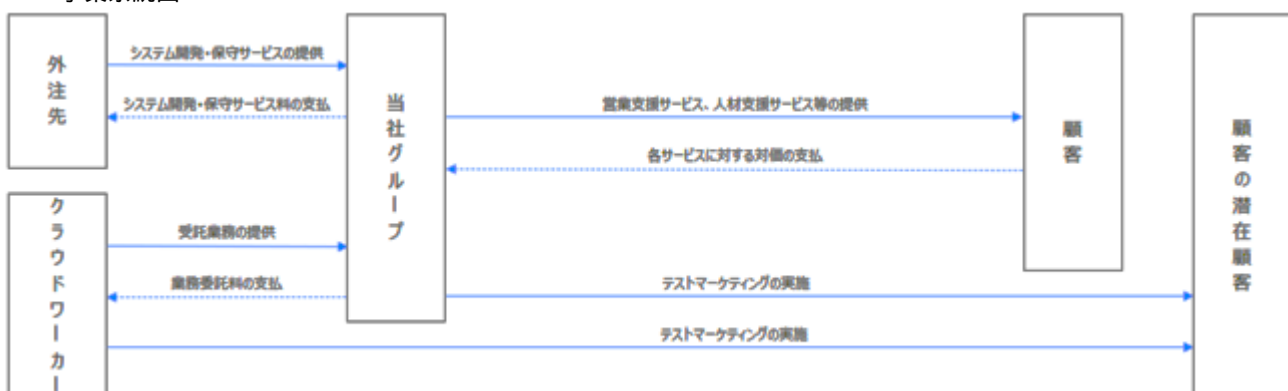 外注先
システム開発・保守サービスの提供
システム開発・保守サービス料の支払
当社グループ
営業支援サービス、人材支援サービス等の提供
各サービスに対する対価の支払
顧客
顧客の潜在顧客
クラウドワーカー
受託業務の提供
業務委託料の支払
テストマーケティングの実施
テストマーケティングの実施